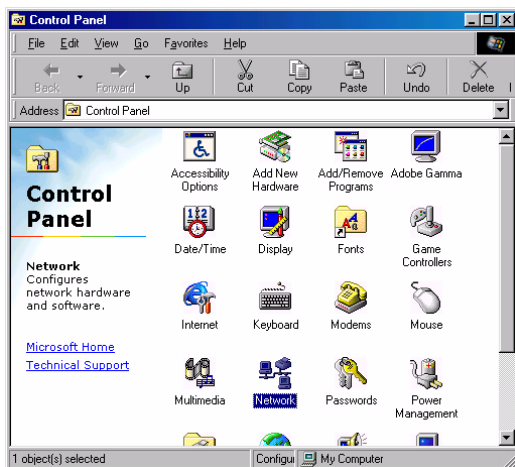 Control Panel
File Edit View Go Favorites Help
Back Forward Up Cut Copy Paste Undo Delete
Address Control Panel
Control
Panel
Network
Configures
network hardware
and software.
Microsoft Home
Technical Support
Accessibility
Options
Add New
Hardware
Add/Remove
Programs
Adobe Gamma
Date/Time
Display
Fonts
Game
Controllers
Internet
Keyboard
Modems
Mouse
Multimedia
Network
Passwords
Power
Management
1 object(s) selected
Configu
My Computer